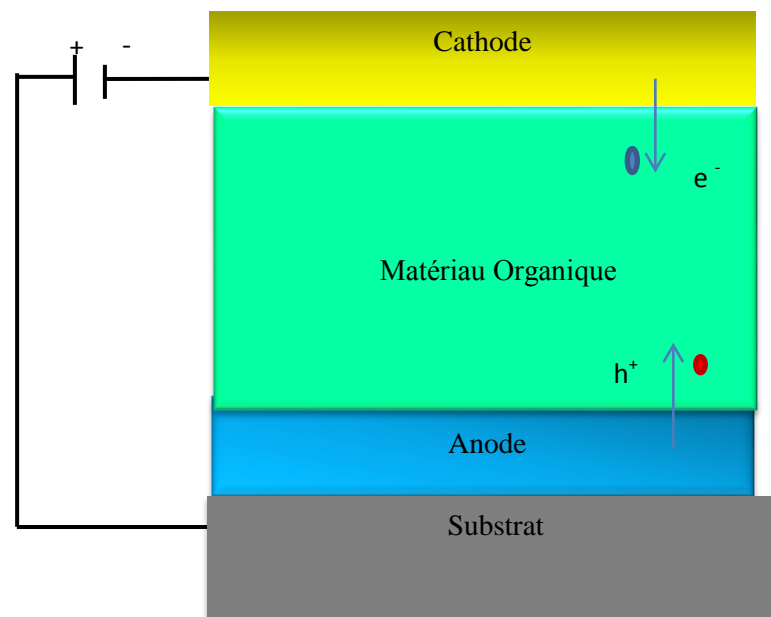 + -
Cathode
e -
Matériau Organique
h+
Anode
Substrat